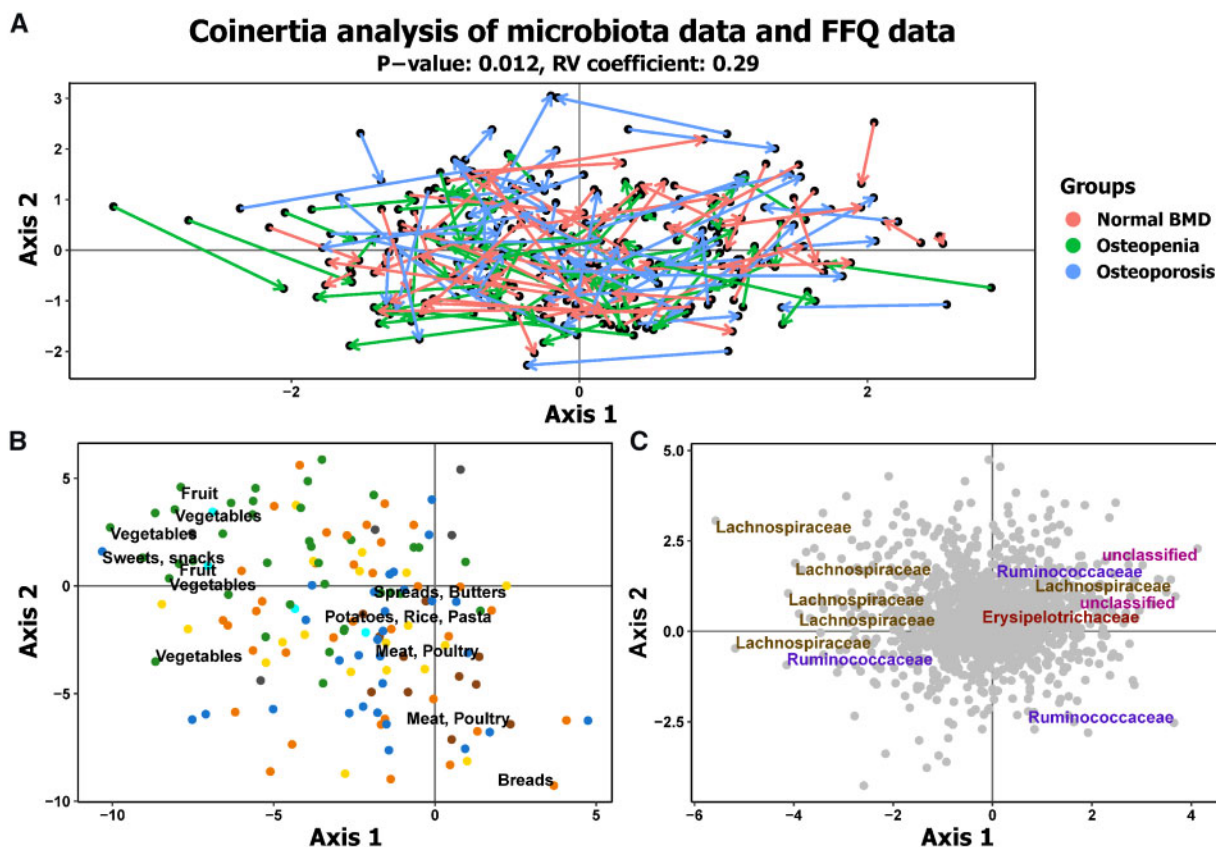 A
Coinertia analysis of microbiota data and FFQ data
P−value: 0.012, RV coefficient: 0.29
3
2
1
0
−1
−2
Axis 2
−2
0
2
Axis 1
Groups
Normal BMD
Osteopenia
Osteoporosis
B
5
0
−5
−10
Axis 2
Fruit
Vegetables
Vegetables
Sweets, snacks
Fruit
Vegetables
Spreads, Butters
Potatoes, Rice, Pasta
Vegetables
Meat, Poultry
Meat, Poultry
Breads
−10
−5
0
5
Axis 1
C
5.0
2.5
0.0
−2.5
Axis 2
Lachnospiraceae
unclassified
Lachnospiraceae
Ruminococcaceae
Lachnospiraceae
Lachnospiraceae
unclassified
Lachnospiraceae
Erysipelotrichaceae
Lachnospiraceae
Ruminococcaceae
Ruminococcaceae
−6
−4
−2
0
2
4
Axis 1